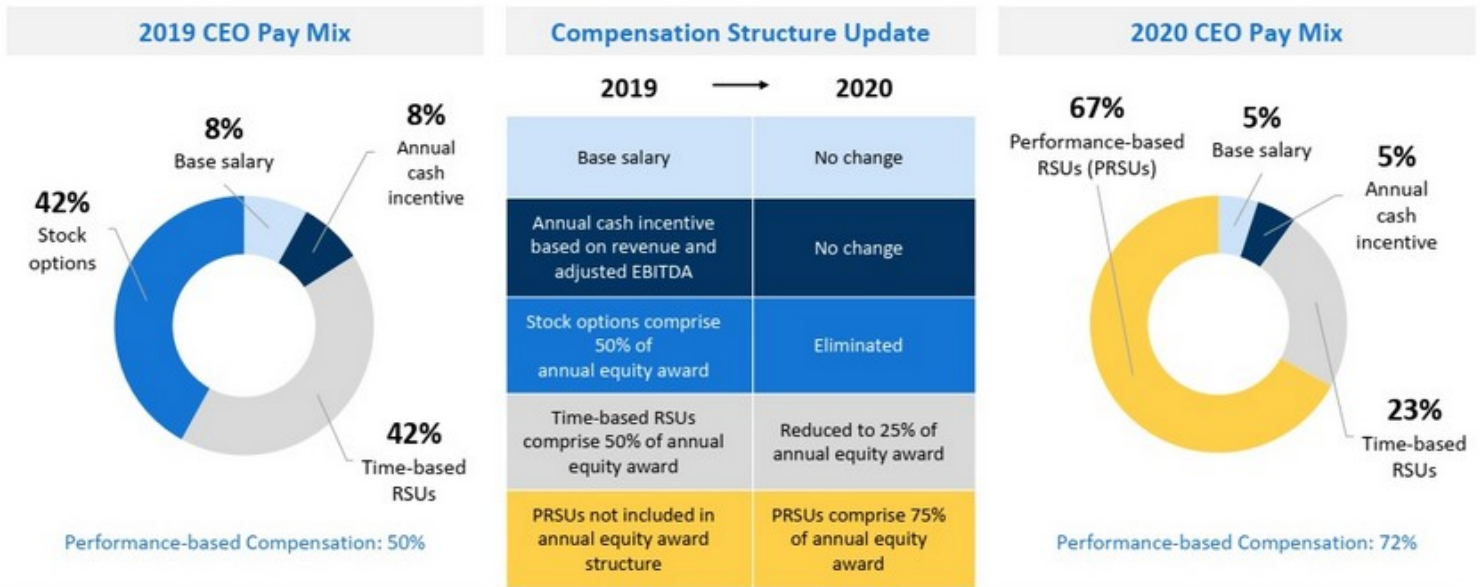 2019 CEO Pay Mix
8%
Base salary
8%
Annual
cash
incentive
42%
Stock
options
42%
Time-based
RSUs
Performance-based Compensation: 50%
Compensation Structure Update
2019
2020
Base salary
No change
Annual cash incentive
based on revenue and
adjusted EBITDA
No change
Stock options comprise
50% of
annual equity award
Eliminated
Time-based RSUs
comprise 50% of annual
equity award
Reduced to 25% of
annual equity award
PRSUs not included in
annual equity award
structure
PRSUs comprise 75%
of annual equity
award
2020 CEO Pay Mix
67%
Performance-based
RSUs (PRSUs)
5%
Base salary
5%
Annual
cash
incentive
23%
Time-based
RSUs
Performance-based Compensation: 72%